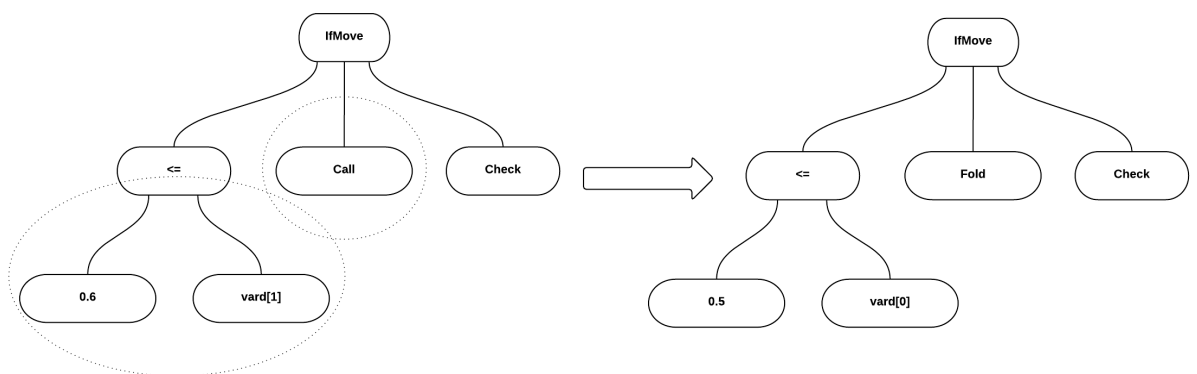 IfMove
<=
Call
Check
0.6
vard[1]
IfMove
<=
Fold
Check
0.5
vard[0]